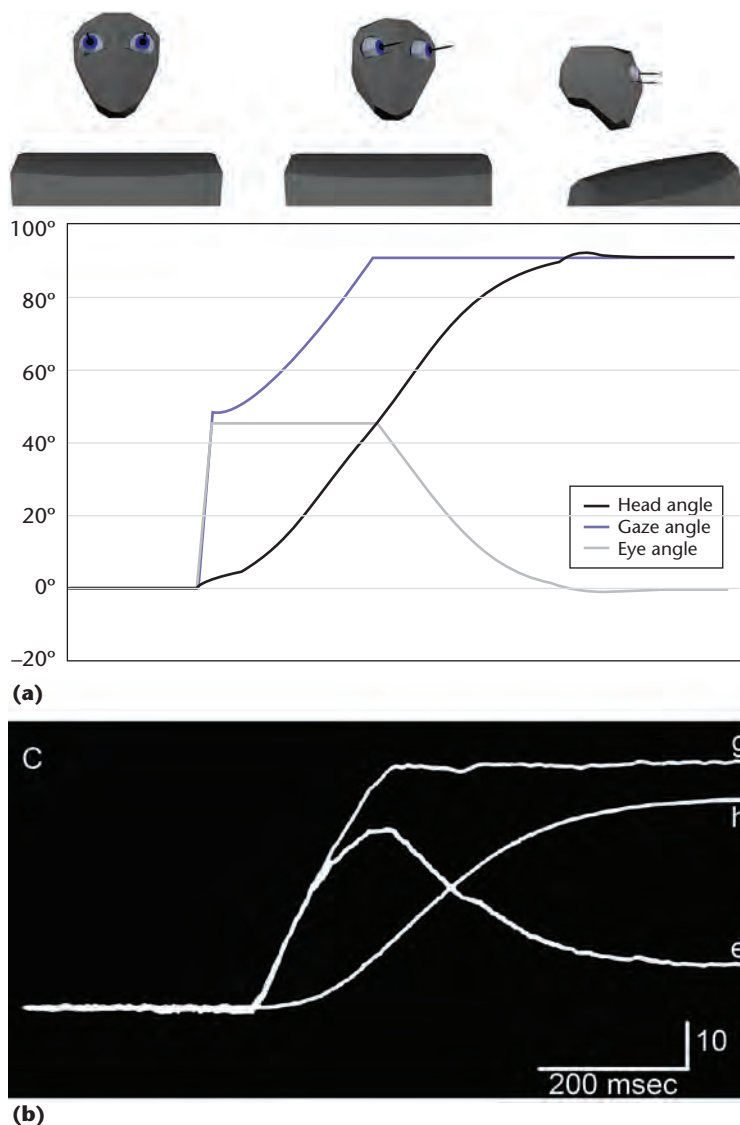 100º
80º
60º
40º
20º
0º
–20º
Head angle
Gaze angle
Eye angle
(a)
C
g
h
e
10
200 msec
(b)